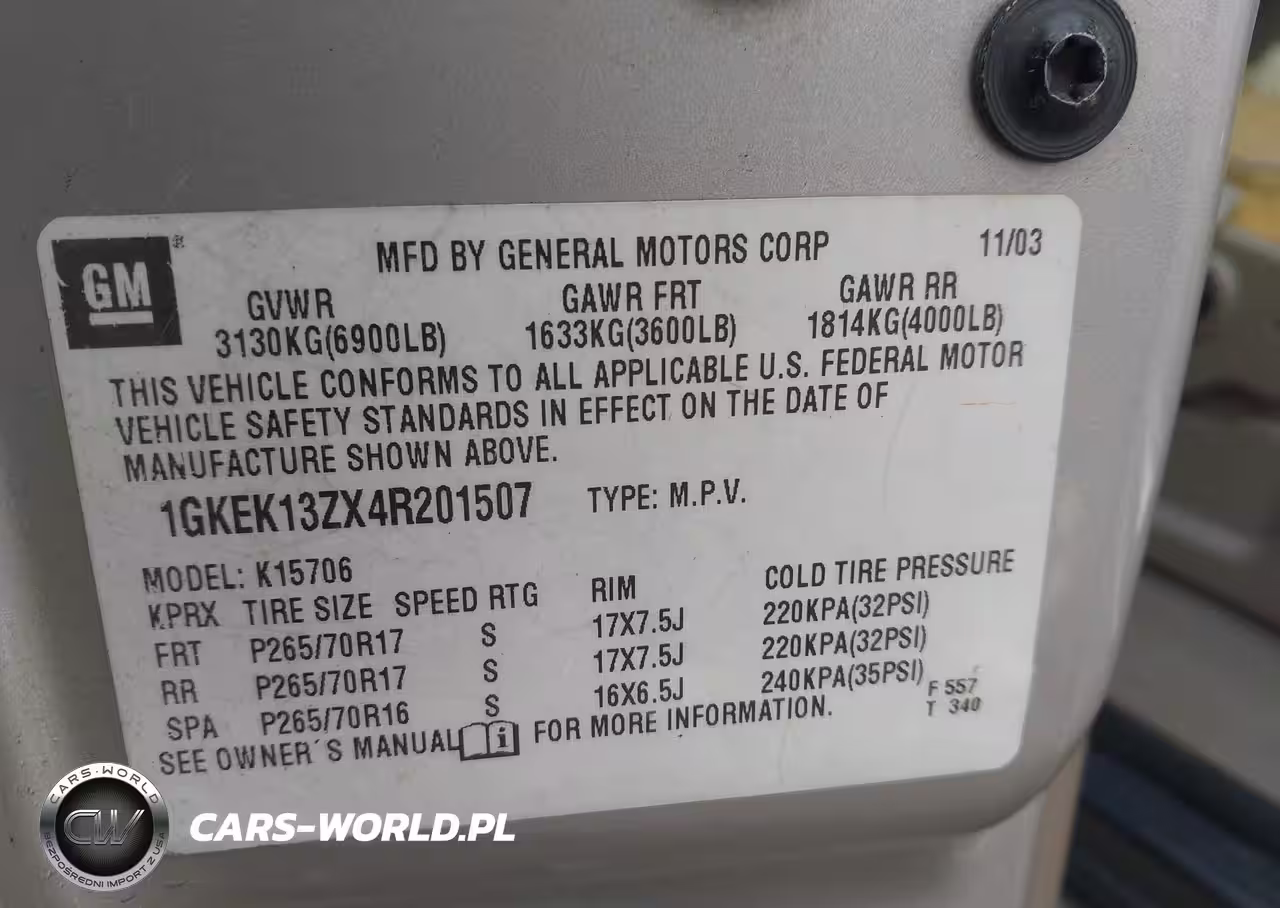 GM ®
MFD BY GENERAL MOTORS CORP 11/03
GVWR GAWR FRT GAWR RR
3130KG(6900LB) 1633KG(3600LB) 1814KG(4000LB)
THIS VEHICLE CONFORMS TO ALL APPLICABLE U.S. FEDERAL MOTOR
VEHICLE SAFETY STANDARDS IN EFFECT ON THE DATE OF
MANUFACTURE SHOWN ABOVE.
1GKEK13ZX4R201507 TYPE: M.P.V.
MODEL: K15706
KPRX TIRE SIZE SPEED RTG RIM COLD TIRE PRESSURE
FRT P265/70R17 S 17X7.5J 220KPA(32PSI)
RR P265/70R17 S 17X7.5J 220KPA(32PSI)
SPA P265/70R16 S 16X6.5J 240KPA(35PSI)
SEE OWNER'S MANUAL i FOR MORE INFORMATION.
F 557
T 340
CARS-WORLD
CW
BEZPOŚREDNI IMPORT Z USA
CARS-WORLD.PL